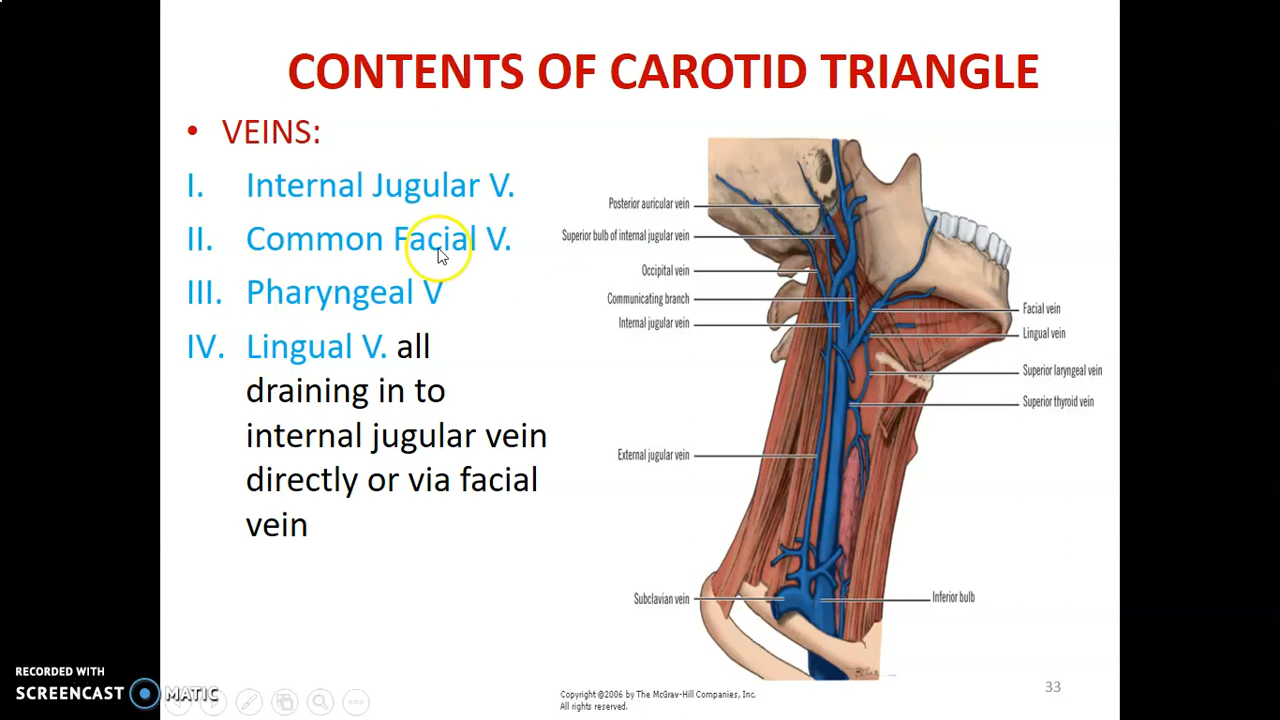 CONTENTS OF CAROTID TRIANGLE
• VEINS:
I. Internal Jugular V.
II. Common Facial V.
III. Pharyngeal V
IV. Lingual V. all
draining in to
internal jugular vein
directly or via facial
vein
Posterior auricular vein
Superior bulb of internal jugular vein
Occipital vein
Communicating branch
Internal jugular vein
External jugular vein
Subclavian vein
Facial vein
Lingual vein
Superior laryngeal vein
Superior thyroid vein
Inferior bulb
Copyright ©2006 by The McGraw-Hill Companies, Inc.
All rights reserved.
33
RECORDED WITH
SCREENCAST MATIC